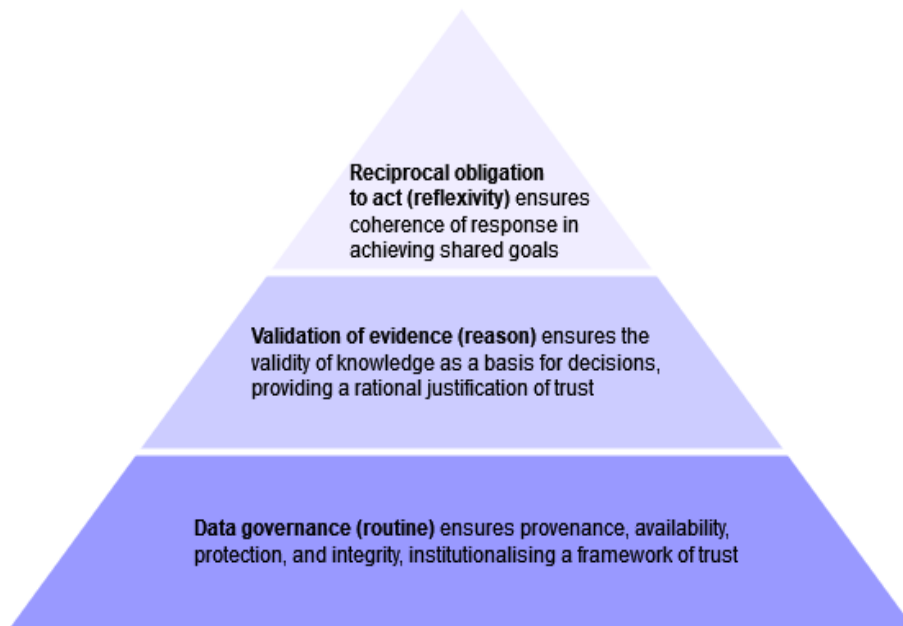 Reciprocal obligation
to act (reflexivity) ensures
coherence of response in
achieving shared goals
Validation of evidence (reason) ensures the
validity of knowledge as a basis for decisions,
providing a rational justification of trust
Data governance (routine) ensures provenance, availability,
protection, and integrity, institutionalising a framework of trust